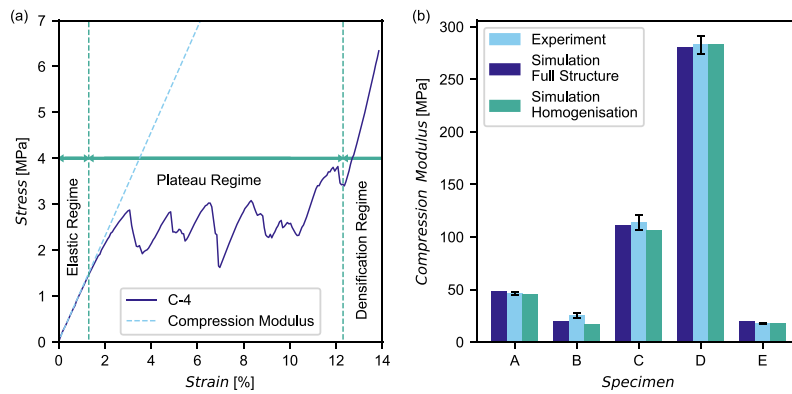 (a)
7
6
5
4
3
2
1
0
Stress [MPa]
Elastic Regime
Plateau Regime
Densification Regime
C-4
Compression Modulus
0
2
4
6
8
10
12
14
Strain [%]
(b)
300
250
200
150
100
50
0
Compression Modulus [MPa]
Experiment
Simulation
Full Structure
Simulation
Homogenisation
A
B
C
D
E
Specimen